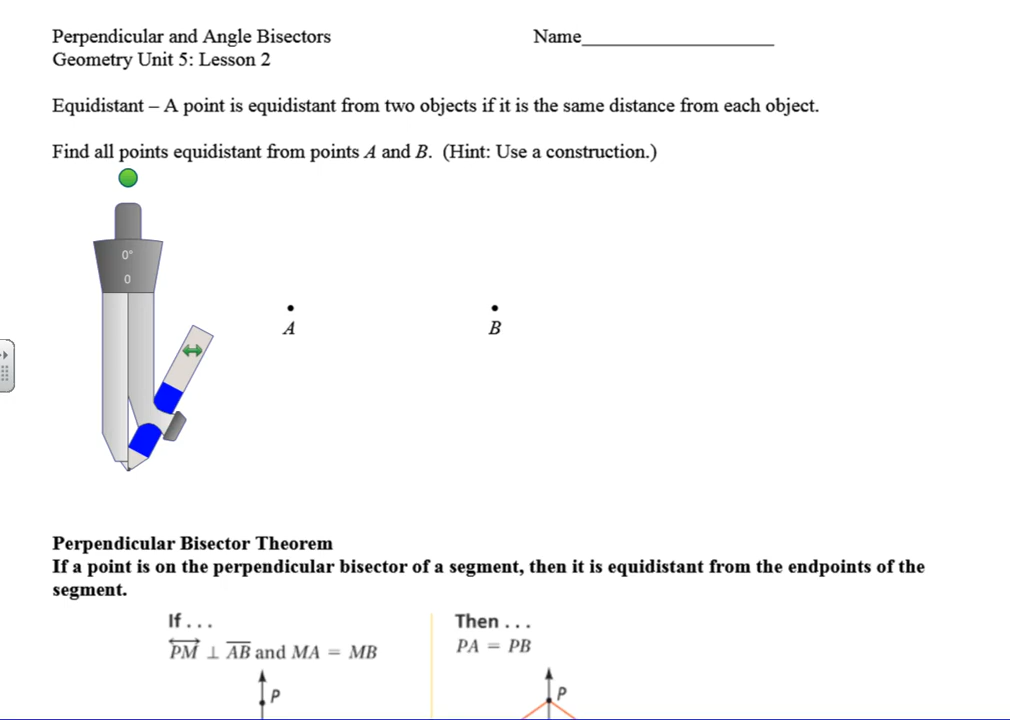 Perpendicular and Angle Bisectors
Name____________________
Geometry Unit 5: Lesson 2
Equidistant – A point is equidistant from two objects if it is the same distance from each object.
Find all points equidistant from points A and B.  (Hint: Use a construction.)
0°
0
A
B
Perpendicular Bisector Theorem
If a point is on the perpendicular bisector of a segment, then it is equidistant from the endpoints of the
segment.
If . . .
Then . . .
PM ⊥ AB and MA = MB
PA = PB
P
P